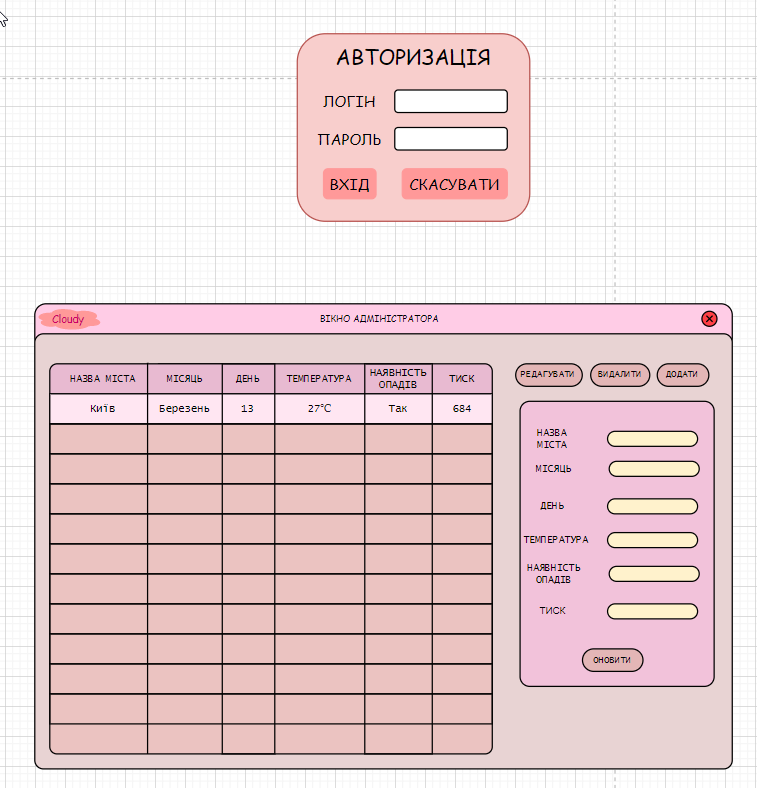 АВТОРИЗАЦІЯ
ЛОГІН
ПАРОЛЬ
ВХІД
СКАСУВАТИ
Cloudy
ВІКНО АДМІНІСТРАТОРА
НАЗВА МІСТА
МІСЯЦЬ
ДЕНЬ
ТЕМПЕРАТУРА
НАЯВНІСТЬ
ОПАДІВ
ТИСК
Київ
Березень
13
27°C
Так
684
РЕДАГУВАТИ
ВИДАЛИТИ
ДОДАТИ
НАЗВА
МІСТА
МІСЯЦЬ
ДЕНЬ
ТЕМПЕРАТУРА
НАЯВНІСТЬ
ОПАДІВ
ТИСК
ОНОВИТИ